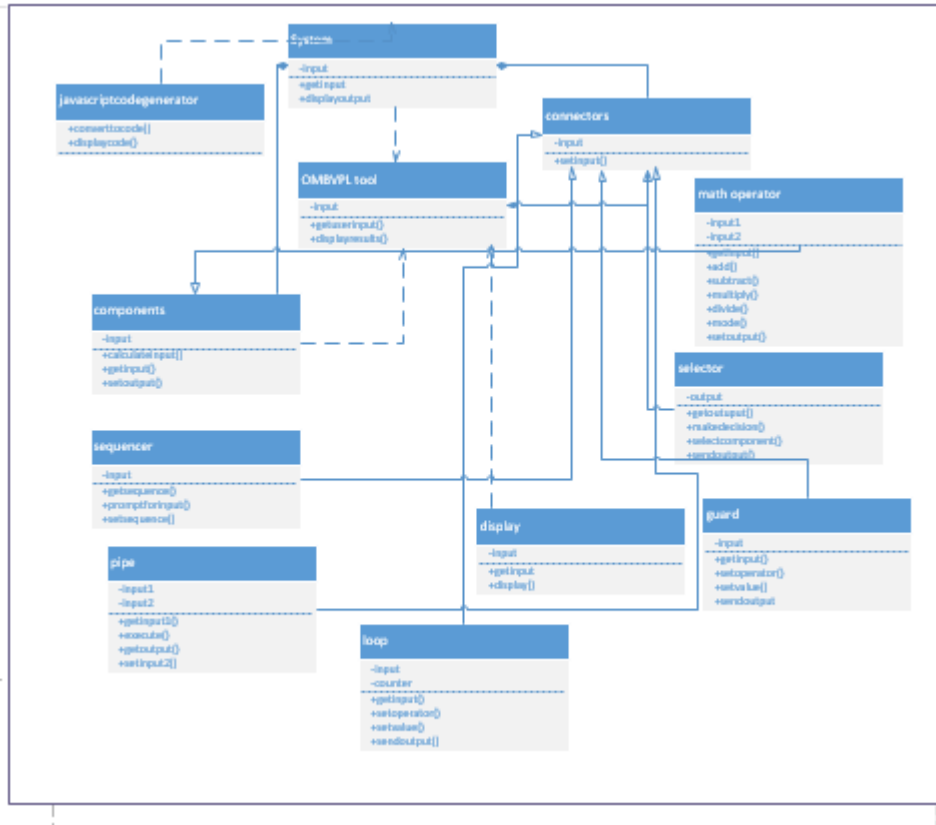 System
-input
+getinput
+displayoutput
javascriptcodegenerator
+converttocode()
+displaycode()
connectors
-input
+setinput()
OMBVPL tool
-input
+getuserinput()
+displayresults()
math operator
-input1
-input2
+getinput()
+add()
+subtract()
+multiply()
+divide()
+mode()
+setoutput()
components
-input
+calculateinput()
+getinput()
+setoutput()
selector
-output
+getoutuput()
+makedecision()
+selectcomponent()
+sendoutput()
sequencer
-input
+getsequence()
+promptforinput()
+setsequence()
guard
-input
+getinput()
+setoperator()
+setvalue()
+sendoutput
display
-input
+getinput
+display()
pipe
-input1
-input2
+getinput1()
+execute()
+getoutput()
+setinput2()
loop
-input
-counter
+getinput()
+setoperator()
+setvalue()
+sendoutput()